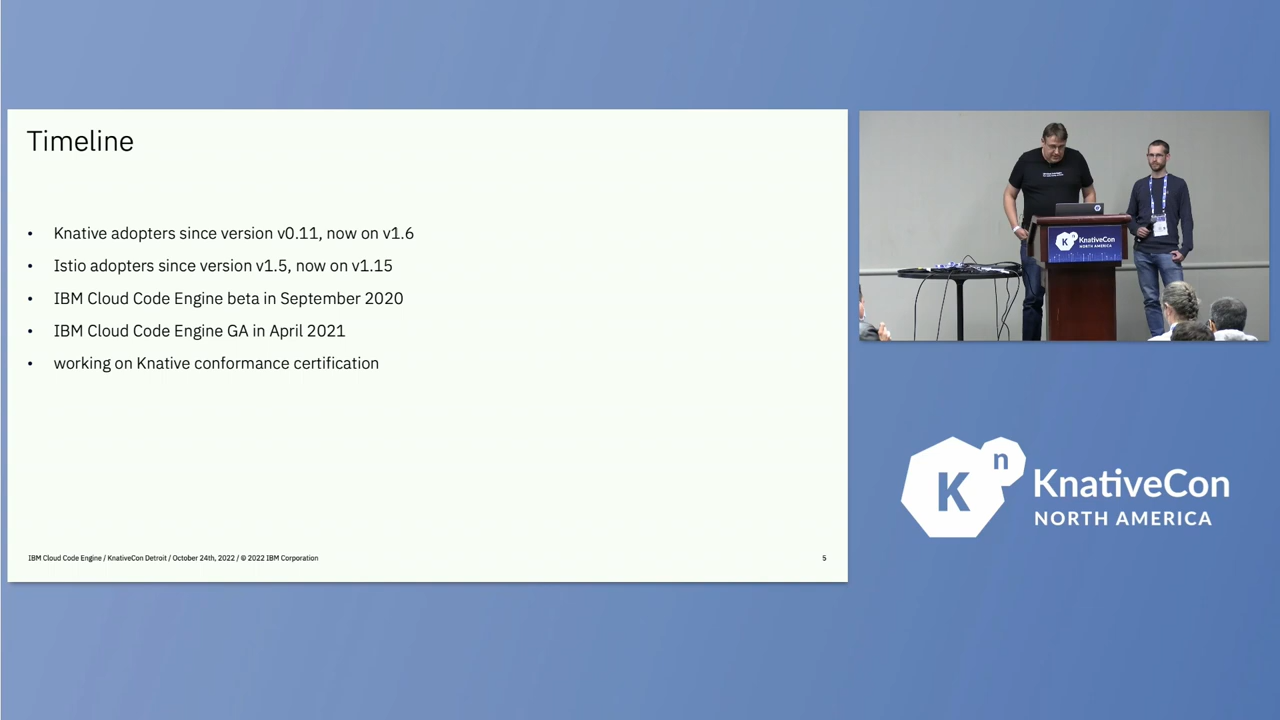 Timeline
• Knative adopters since version v0.11, now on v1.6
• Istio adopters since version v1.5, now on v1.15
• IBM Cloud Code Engine beta in September 2020
• IBM Cloud Code Engine GA in April 2021
• working on Knative conformance certification
IBM Cloud Code Engine / KnativeCon Detroit / October 24th, 2022 / © 2022 IBM Corporation
5
K
KnativeCon
NORTH AMERICA
K n
KnativeCon
NORTH AMERICA